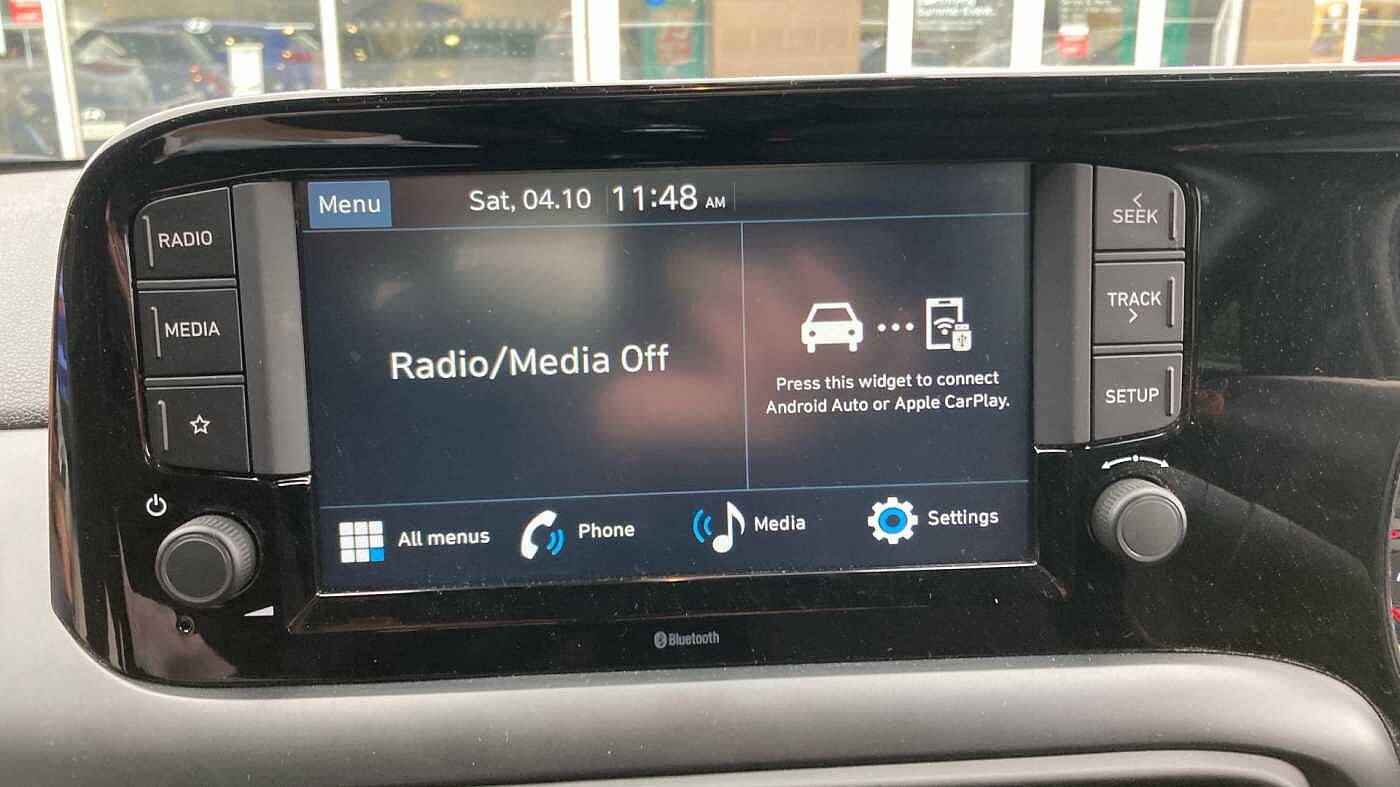 Menu
Sat, 04.10 11:48 AM
RADIO
MEDIA
Radio/Media Off
Press this widget to connect
Android Auto or Apple CarPlay.
All menus
Phone
Media
Settings
< SEEK
TRACK >
SETUP
Bluetooth